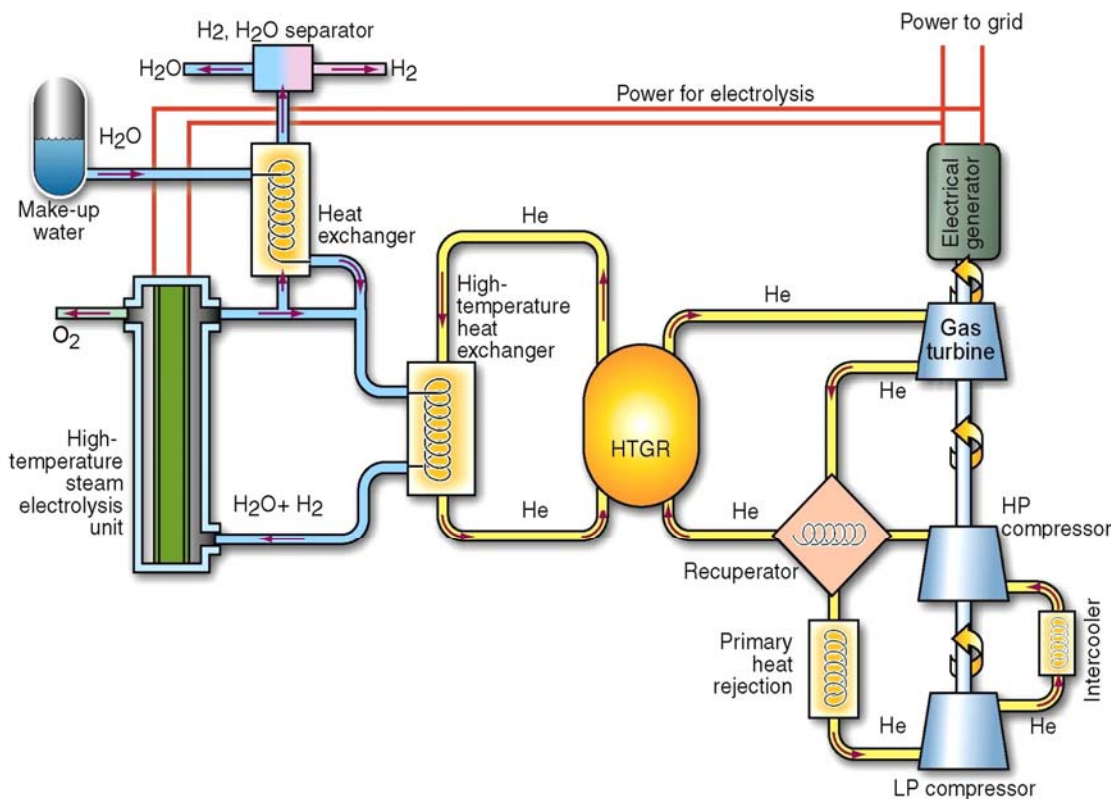 H2, H2O separator
Power to grid
H2O
H2
Power for electrolysis
H2O
Make-up
water
Heat
exchanger
He
Electrical
generator
High-
temperature
heat
exchanger
He
O2
Gas
turbine
He
HTGR
High-
temperature
steam
electrolysis
unit
H2O+ H2
He
He
HP
compressor
Recuperator
Primary
heat
rejection
Intercooler
He
He
LP compressor